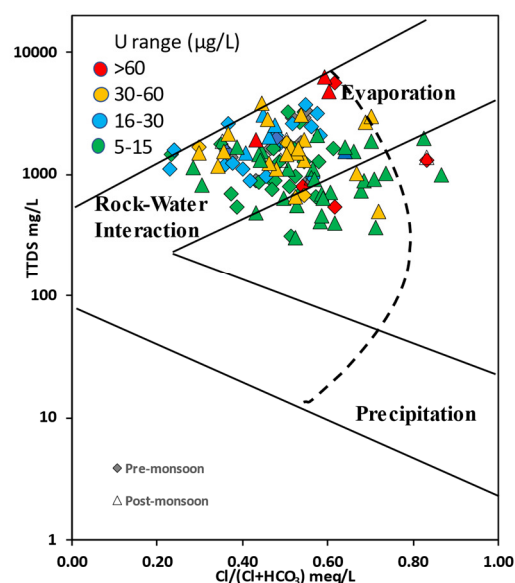 U range (µg/L)
>60
30-60
16-30
5-15
10000
1000
100
10
1
TTDS mg/L
Evaporation
Rock-Water
Interaction
Precipitation
Pre-monsoon
Post-monsoon
0.00 0.20 0.40 0.60 0.80 1.00
Cl/(Cl+HCO₃) meq/L